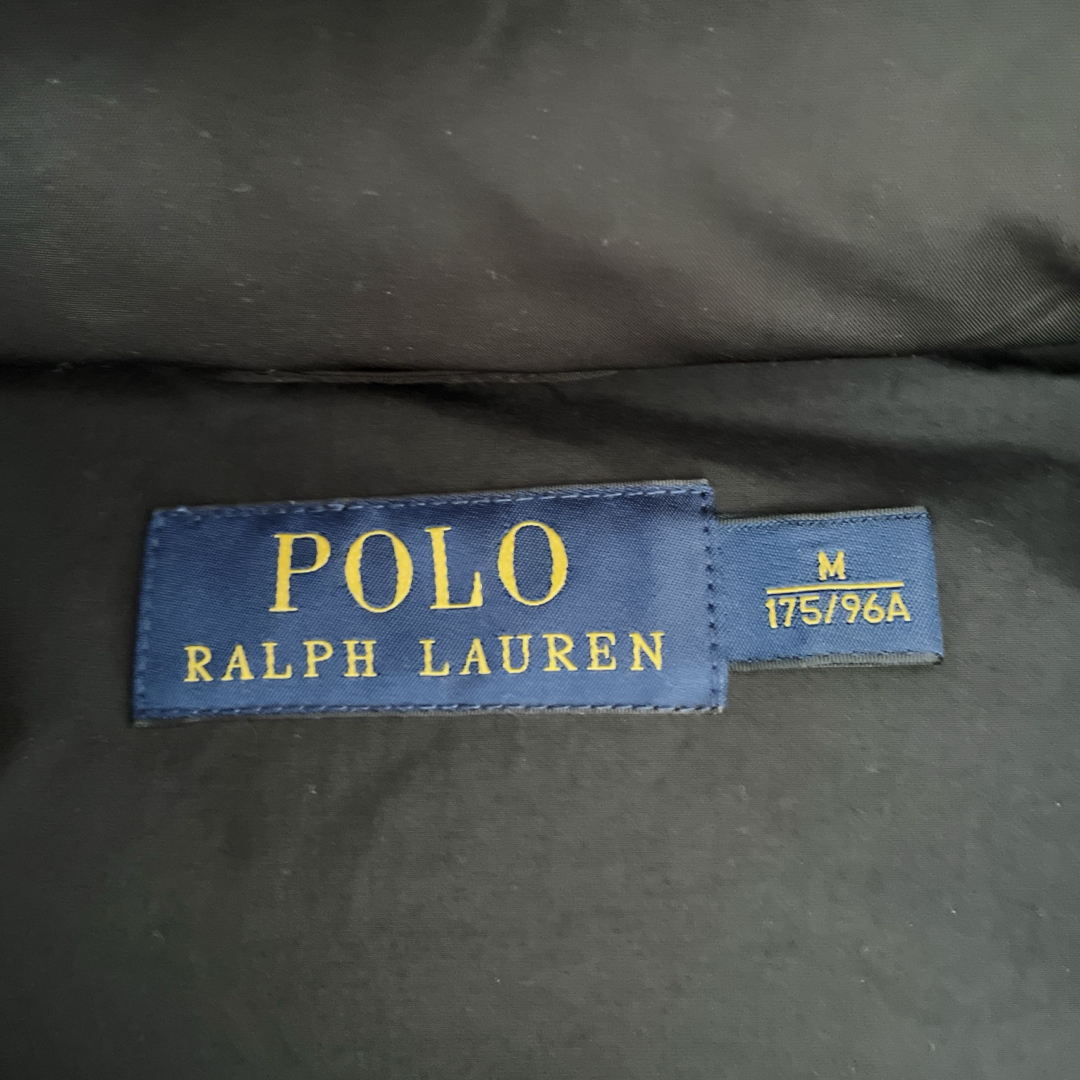 POLO
RALPH LAUREN
M
175/96A